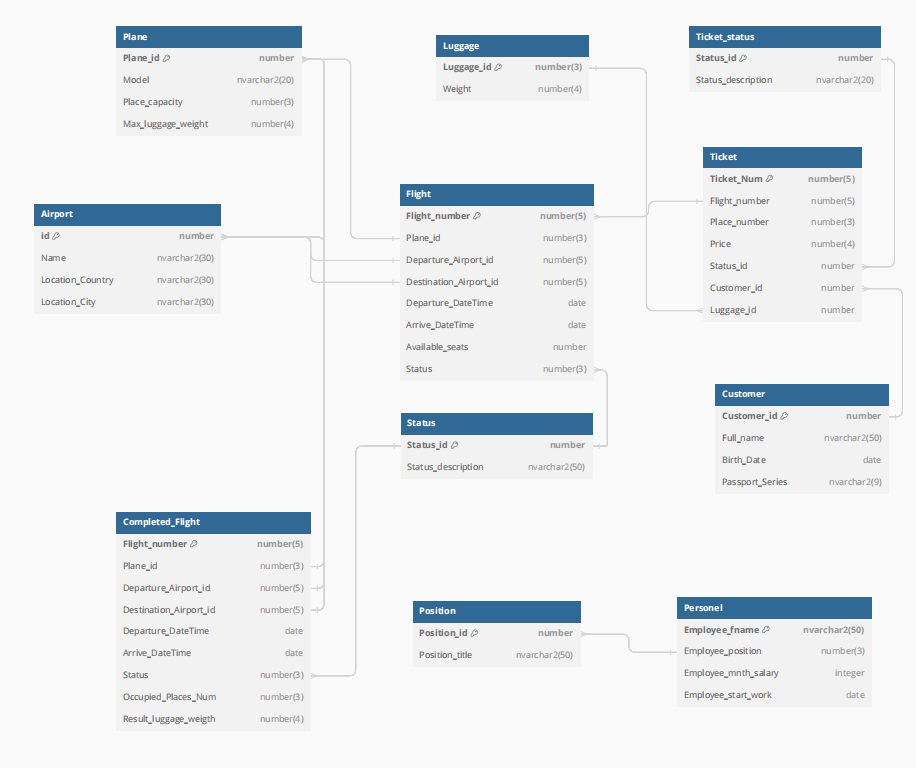 Plane
Plane_id number
Model nvarchar2(20)
Place_capacity number(3)
Max_luggage_weight number(4)
Luggage
Luggage_id number(3)
Weight number(4)
Ticket_status
Status_id number
Status_description nvarchar2(20)
Ticket
Ticket_Num number(5)
Flight_number number(5)
Place_number number(3)
Price number(4)
Status_id number
Customer_id number
Luggage_id number
Airport
id number
Name nvarchar2(30)
Location_Country nvarchar2(30)
Location_City nvarchar2(30)
Flight
Flight_number number(5)
Plane_id number(3)
Departure_Airport_id number(5)
Destination_Airport_id number(5)
Departure_DateTime date
Arrive_DateTime date
Available_seats number
Status number(3)
Status
Status_id number
Status_description nvarchar2(50)
Customer
Customer_id number
Full_name nvarchar2(50)
Birth_Date date
Passport_Series nvarchar2(9)
Completed_Flight
Flight_number number(5)
Plane_id number(3)
Departure_Airport_id number(5)
Destination_Airport_id number(5)
Departure_DateTime date
Arrive_DateTime date
Status number(3)
Occupied_Places_Num number(3)
Result_luggage_weigth number(4)
Position
Position_id number
Position_title nvarchar2(50)
Personel
Employee_fname nvarchar2(50)
Employee_position number(3)
Employee_mnth_salary integer
Employee_start_work date